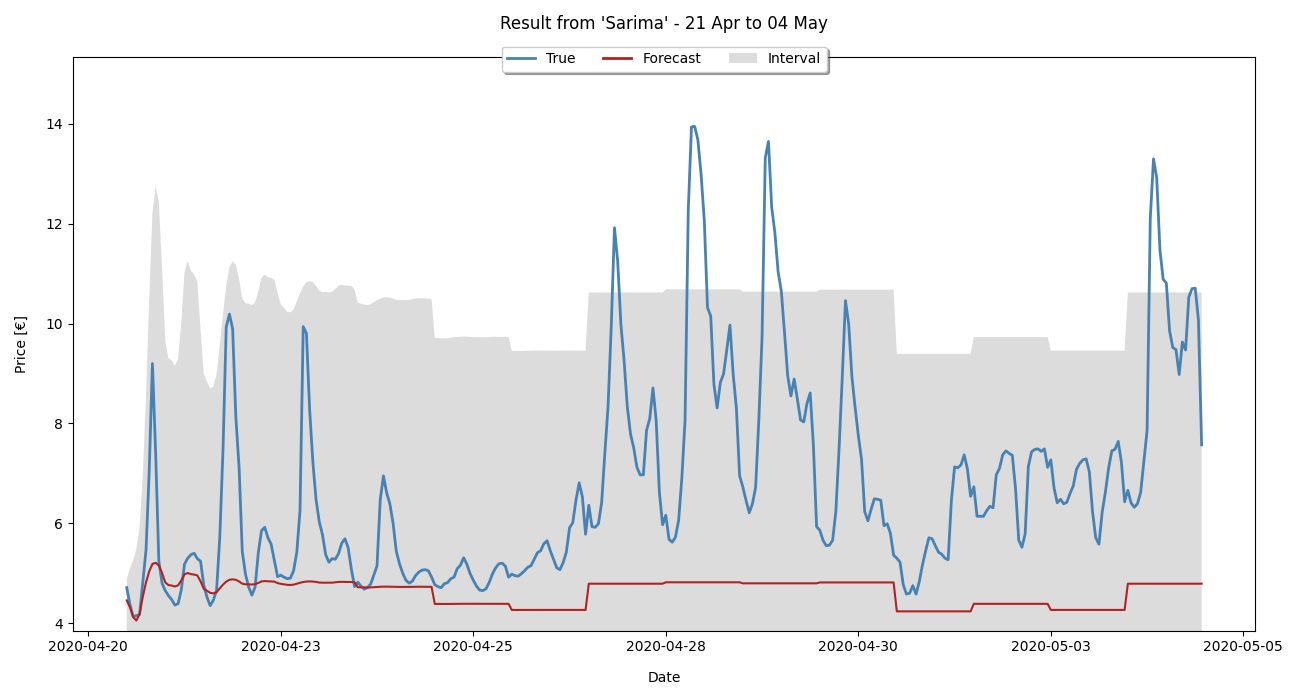 Result from 'Sarima' - 21 Apr to 04 May
True Forecast Interval
Price [€]
14
12
10
8
6
4
2020-04-20 2020-04-23 2020-04-25 2020-04-28 2020-04-30 2020-05-03 2020-05-05
Date